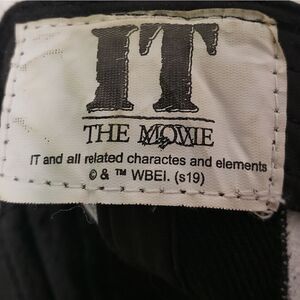 IT
THE MOVIE
IT and all related charactes and elements
© & ™ WBEI. (s19)